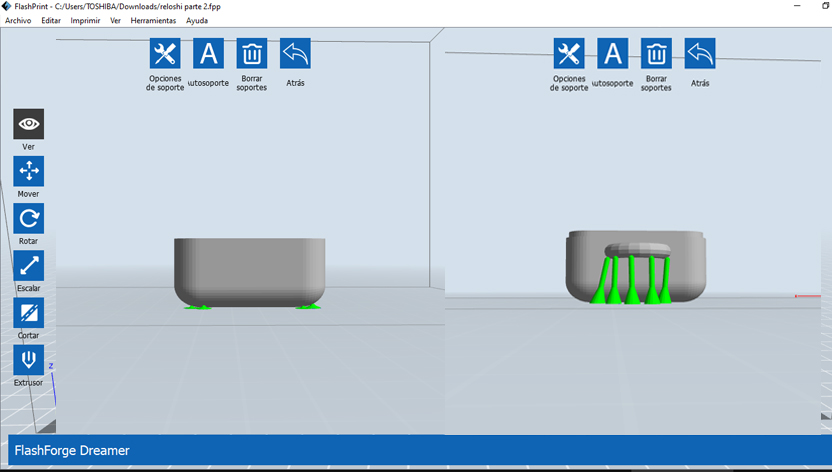 FlashPrint - C:/Users/TOSHIBA/Downloads/reloshi parte 2.fpp
Archivo Editar Imprimir Ver Herramientas Ayuda
A A
Opciones de soporte
utosoporte
Borrar soportes
Atrás
Opciones de soporte
utosoporte
Borrar soportes
Atrás
Ver
Mover
Rotar
Escalar
Cortar
Extrusor
Z
FlashForge Dreamer